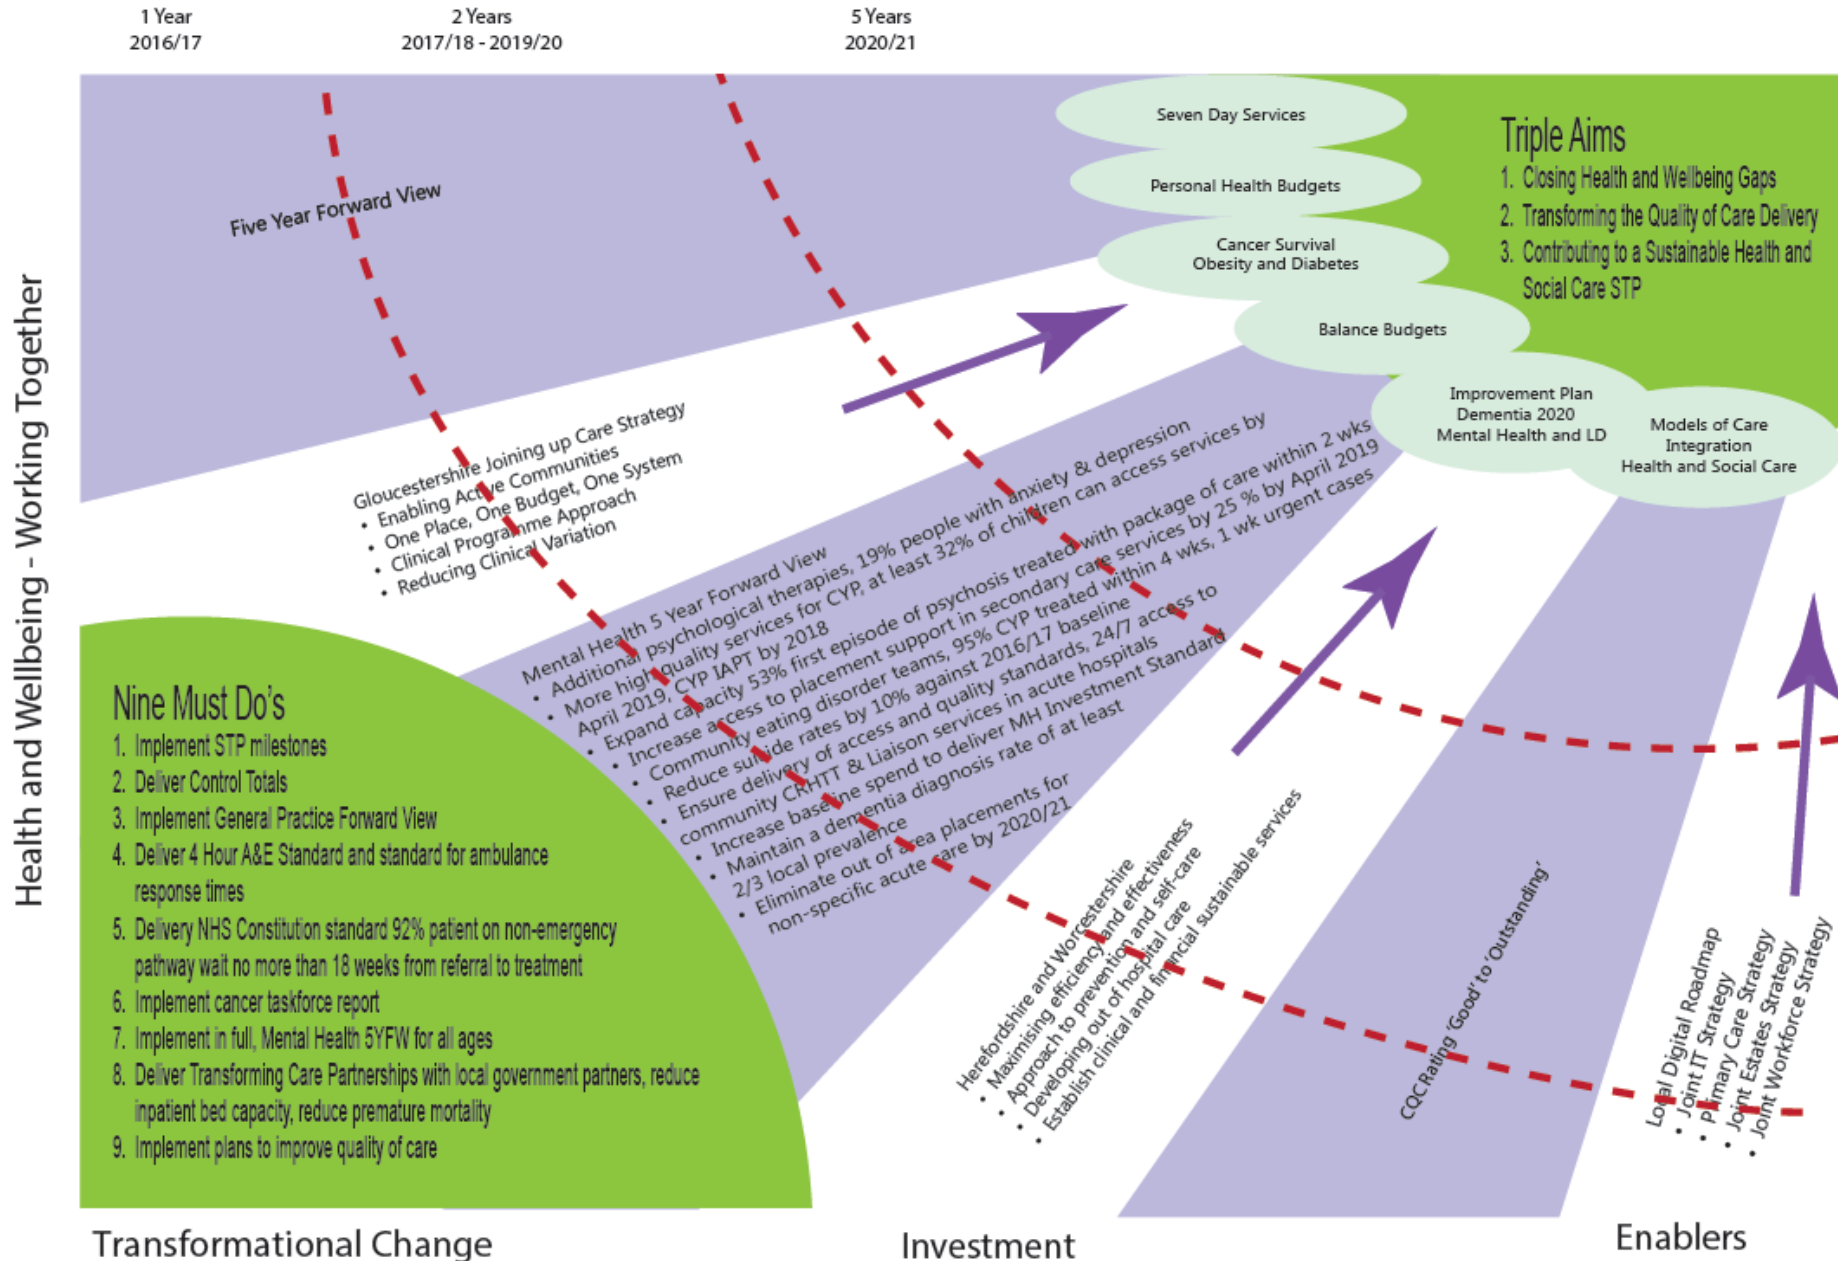 1 Year
2016/17
2 Years
2017/18 - 2019/20
5 Years
2020/21
Health and Wellbeing - Working Together
Five Year Forward View
Seven Day Services
Personal Health Budgets
Cancer Survival
Obesity and Diabetes
Balance Budgets
Improvement Plan
Dementia 2020
Mental Health and LD
Models of Care
Integration
Health and Social Care
Triple Aims
1. Closing Health and Wellbeing Gaps
2. Transforming the Quality of Care Delivery
3. Contributing to a Sustainable Health and
Social Care STP
Gloucestershire Joining up Care Strategy
• Enabling Active Communities
• One Place, One Budget, One System
• Clinical Programme Approach
• Reducing Clinical Variation
Mental Health 5 Year Forward View
• Additional psychological therapies, 19% people with anxiety & depression
• More high quality services for CYP, at least 32% of children can access services by
April 2019, CYP IAPT by 2018
• Expand capacity 53% first episode of psychosis treated with package of care within 2 wks
• Increase access to placement support in secondary care services by 25 % by April 2019
• Community eating disorder teams, 95% CYP treated within 4 wks, 1 wk urgent cases
• Reduce suicide rates by 10% against 2016/17 baseline
• Ensure delivery of access and quality standards, 24/7 access to
community CRHTT & Liaison services in acute hospitals
• Increase baseline spend to deliver MH Investment Standard
• Maintain a dementia diagnosis rate of at least
2/3 local prevalence
• Eliminate out of area placements for
non-specific acute care by 2020/21
Nine Must Do's
1. Implement STP milestones
2. Deliver Control Totals
3. Implement General Practice Forward View
4. Deliver 4 Hour A&E Standard and standard for ambulance
response times
5. Delivery NHS Constitution standard 92% patient on non-emergency
pathway wait no more than 18 weeks from referral to treatment
6. Implement cancer taskforce report
7. Implement in full, Mental Health 5YFW for all ages
8. Deliver Transforming Care Partnerships with local government partners, reduce
inpatient bed capacity, reduce premature mortality
9. Implement plans to improve quality of care
Herefordshire and Worcestershire
• Maximising efficiency and effectiveness
• Approach to prevention and self-care
• Developing out of hospital care
• Establish clinical and financial sustainable services
CQC Rating 'Good' to 'Outstanding'
Local Digital Roadmap
• Joint IT Strategy
• Primary Care Strategy
• Joint Estates Strategy
• Joint Workforce Strategy
Transformational Change
Investment
Enablers